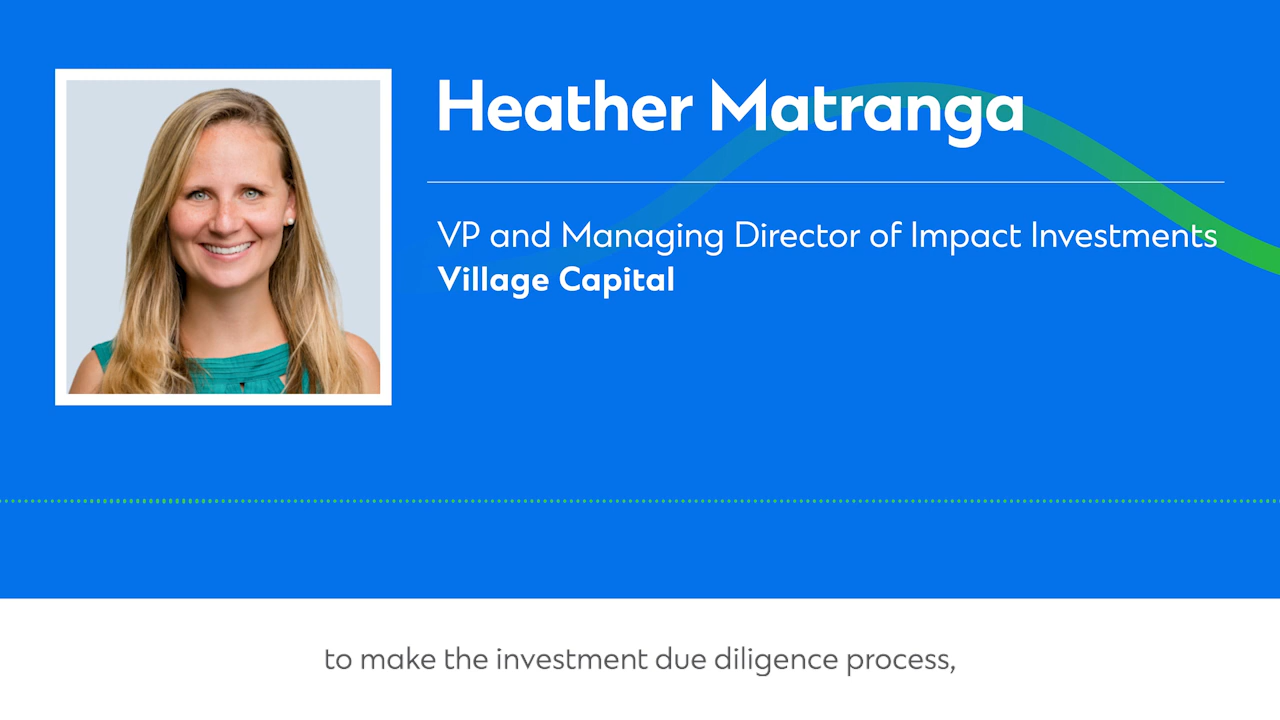 Heather Matranga
VP and Managing Director of Impact Investments
Village Capital
to make the investment due diligence process,